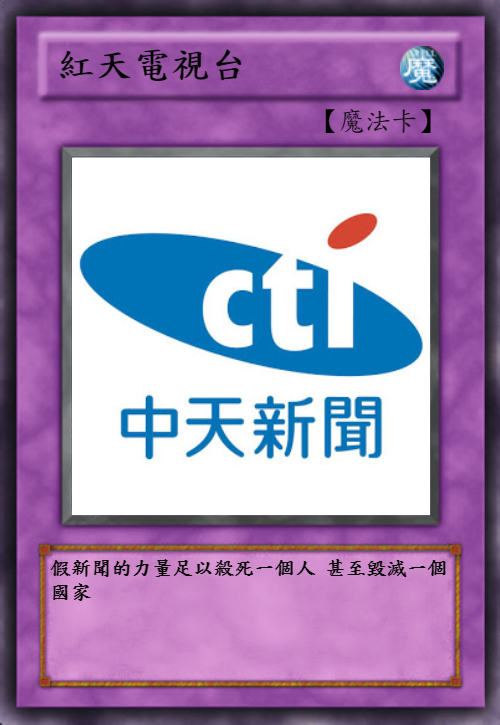 紅天電視台
魔
【魔法卡】
cti
中天新聞
假新聞的力量足以殺死一個人 甚至毀滅一個
國家